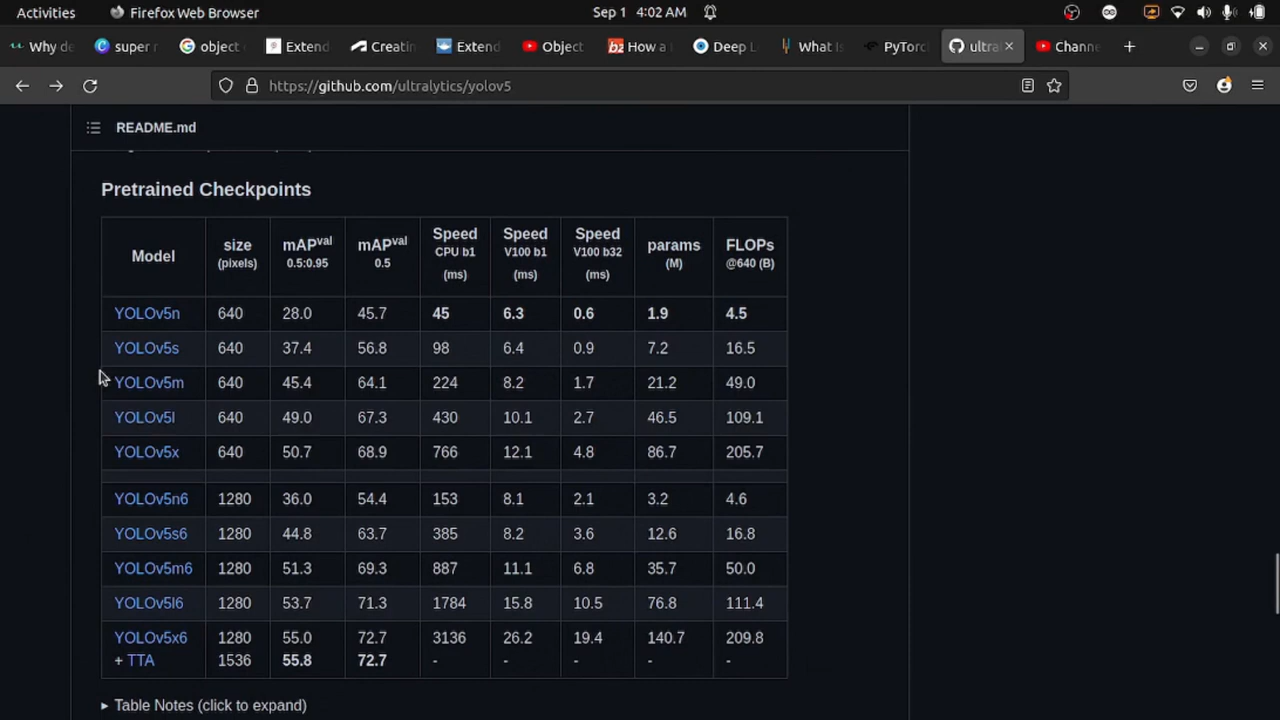 Activities Firefox Web Browser Sep 1 4:02 AM
Why de super r object Extend Creatin Extend Object How a Deep L What Is PyTorc ultra Channe
https://github.com/ultralytics/yolov5
README.md
Pretrained Checkpoints
Model size (pixels) mAPval 0.5:0.95 mAPval 0.5 Speed CPU b1 (ms) Speed V100 b1 (ms) Speed V100 b32 (ms) params (M) FLOPs @640 (B)
YOLOv5n 640 28.0 45.7 45 6.3 0.6 1.9 4.5
YOLOv5s 640 37.4 56.8 98 6.4 0.9 7.2 16.5
YOLOv5m 640 45.4 64.1 224 8.2 1.7 21.2 49.0
YOLOv5l 640 49.0 67.3 430 10.1 2.7 46.5 109.1
YOLOv5x 640 50.7 68.9 766 12.1 4.8 86.7 205.7
YOLOv5n6 1280 36.0 54.4 153 8.1 2.1 3.2 4.6
YOLOv5s6 1280 44.8 63.7 385 8.2 3.6 12.6 16.8
YOLOv5m6 1280 51.3 69.3 887 11.1 6.8 35.7 50.0
YOLOv5l6 1280 53.7 71.3 1784 15.8 10.5 76.8 111.4
YOLOv5x6 1280 55.0 72.7 3136 26.2 19.4 140.7 209.8
+ TTA 1536 55.8 72.7 - - - - -
Table Notes (click to expand)